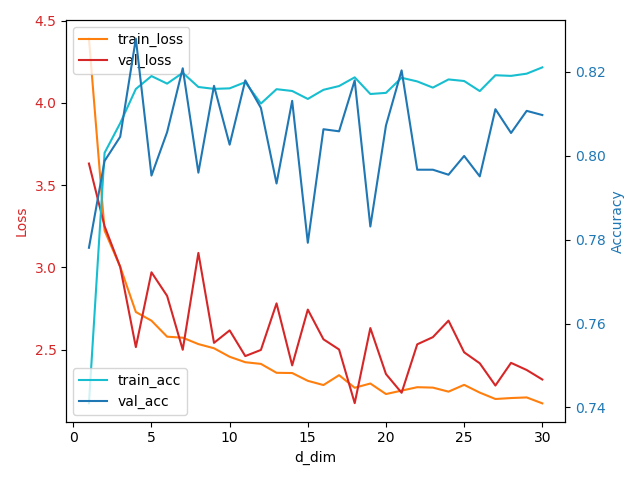 train_loss
val_loss
train_acc
val_acc
4.5
4.0
3.5
3.0
2.5
Loss
0.82
0.80
0.78
0.76
0.74
Accuracy
0 5 10 15 20 25 30
d_dim